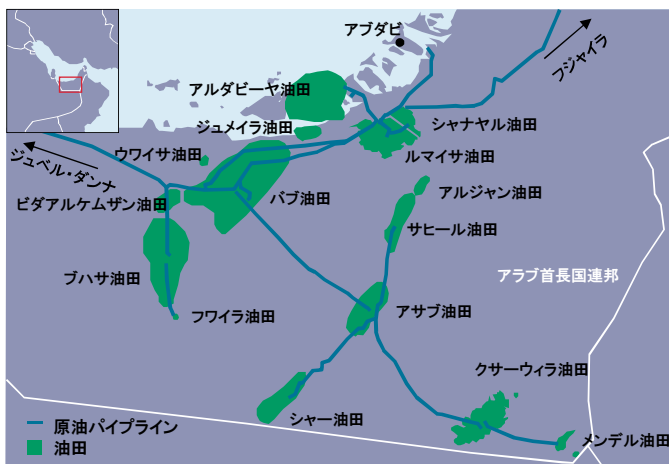 アブダビ
フジャイラ
アルダビーヤ油田
シャナヤル油田
ジュメイラ油田
ルマイサ油田
ウワイサ油田
ジュベル・ダンナ
アルジャン油田
バブ油田
ビダアルケムザン油田
サヒール油田
アラブ首長国連邦
ブハサ油田
フワイラ油田
アサブ油田
クサーウィラ油田
シャー油田
メンデル油田
原油パイプライン
油田